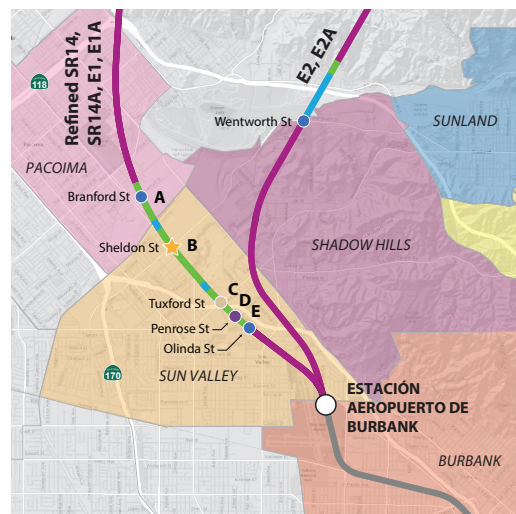 Refined SR14,
SR14A, E1, E1A
E2, E2A
118
Wentworth St
SUNLAND
PACOIMA
Branford St
A
SHADOW HILLS
Sheldon St
B
C
Tuxford St
D
Penrose St
E
Olinda St
SUN VALLEY
170
ESTACIÓN
AEROPUERTO DE
BURBANK
BURBANK